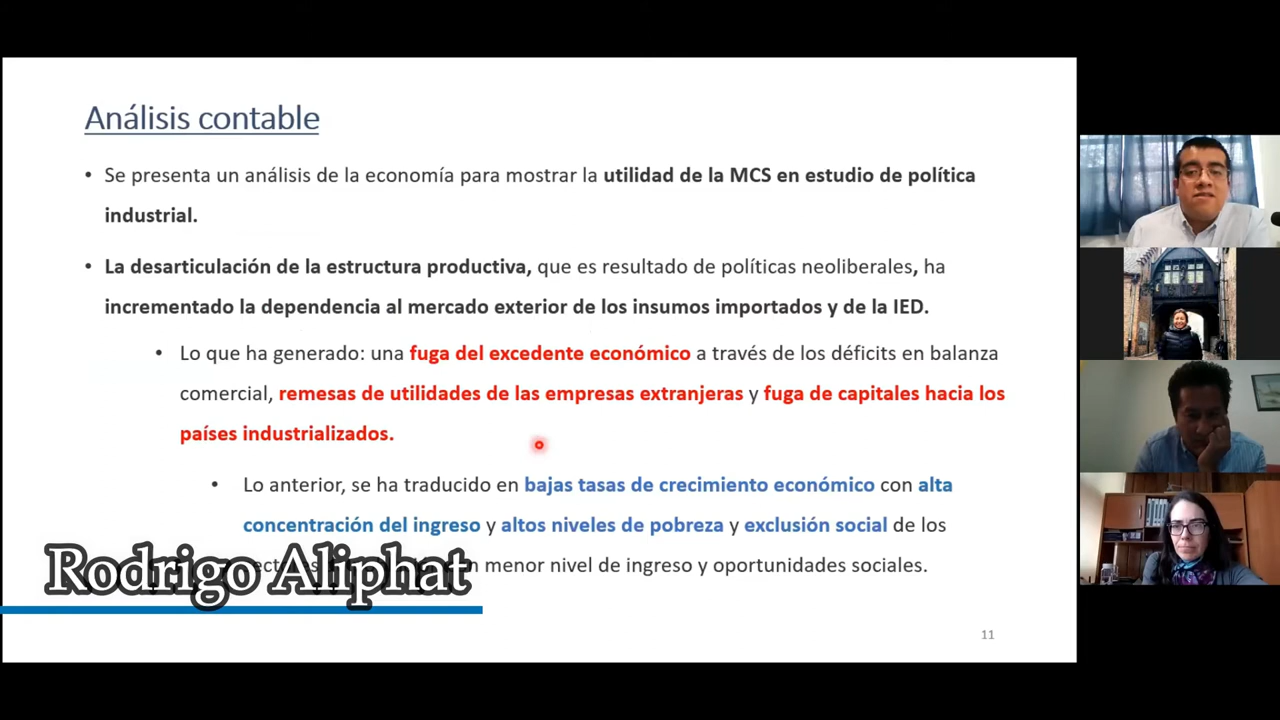 Análisis contable
• Se presenta un análisis de la economía para mostrar la utilidad de la MCS en estudio de política
industrial.
• La desarticulación de la estructura productiva, que es resultado de políticas neoliberales, ha
incrementado la dependencia al mercado exterior de los insumos importados y de la IED.
• Lo que ha generado: una fuga del excedente económico a través de los déficits en balanza
comercial, remesas de utilidades de las empresas extranjeras y fuga de capitales hacia los
países industrializados.
• Lo anterior, se ha traducido en bajas tasas de crecimiento económico con alta
concentración del ingreso y altos niveles de pobreza y exclusión social de los
menor nivel de ingreso y oportunidades sociales.
Rodrigo Aliphat
11